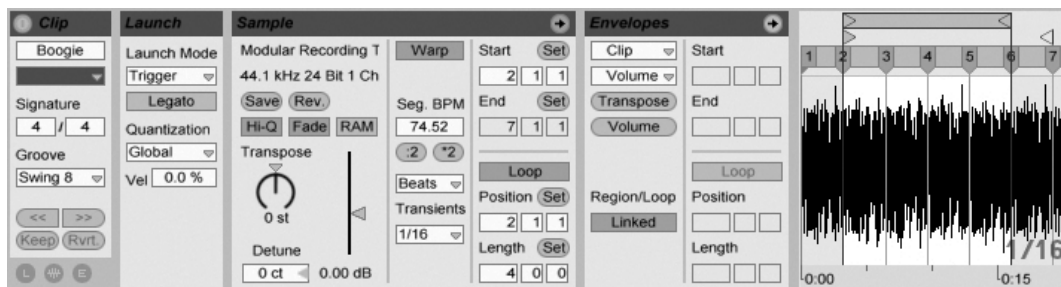 Clip
Boogie
Signature
4 / 4
Groove
Swing 8
<< >>
Keep Rvrt.
L E
Launch
Launch Mode
Trigger
Legato
Quantization
Global
Vel 0.0 %
Sample
Modular Recording T
44.1 kHz 24 Bit 1 Ch
Save Rev.
Hi-Q Fade RAM
Transpose
0 st
Detune
0 ct 0.00 dB
Warp
Seg. BPM
74.52
:2 *2
Beats
Transients
1/16
Start Set
2 1 1
End Set
7 1 1
Loop
Position Set
2 1 1
Length Set
4 0 0
Envelopes
Clip
Volume
Transpose
Volume
Region/Loop
Linked
Start
End
Loop
Position
Length
1 2 3 4 5 6 7
1/16
0:00 0:15